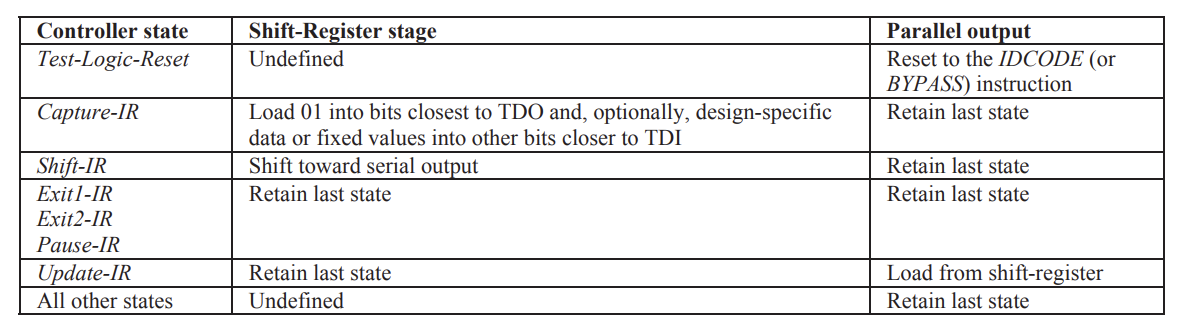 Controller state Shift-Register stage Parallel output
Test-Logic-Reset Undefined Reset to the IDCODE (or
BYPASS) instruction
Capture-IR Load 01 into bits closest to TDO and, optionally, design-specific Retain last state
data or fixed values into other bits closer to TDI
Shift-IR Shift toward serial output Retain last state
Exit1-IR Retain last state Retain last state
Exit2-IR
Pause-IR
Update-IR Retain last state Load from shift-register
All other states Undefined Retain last state